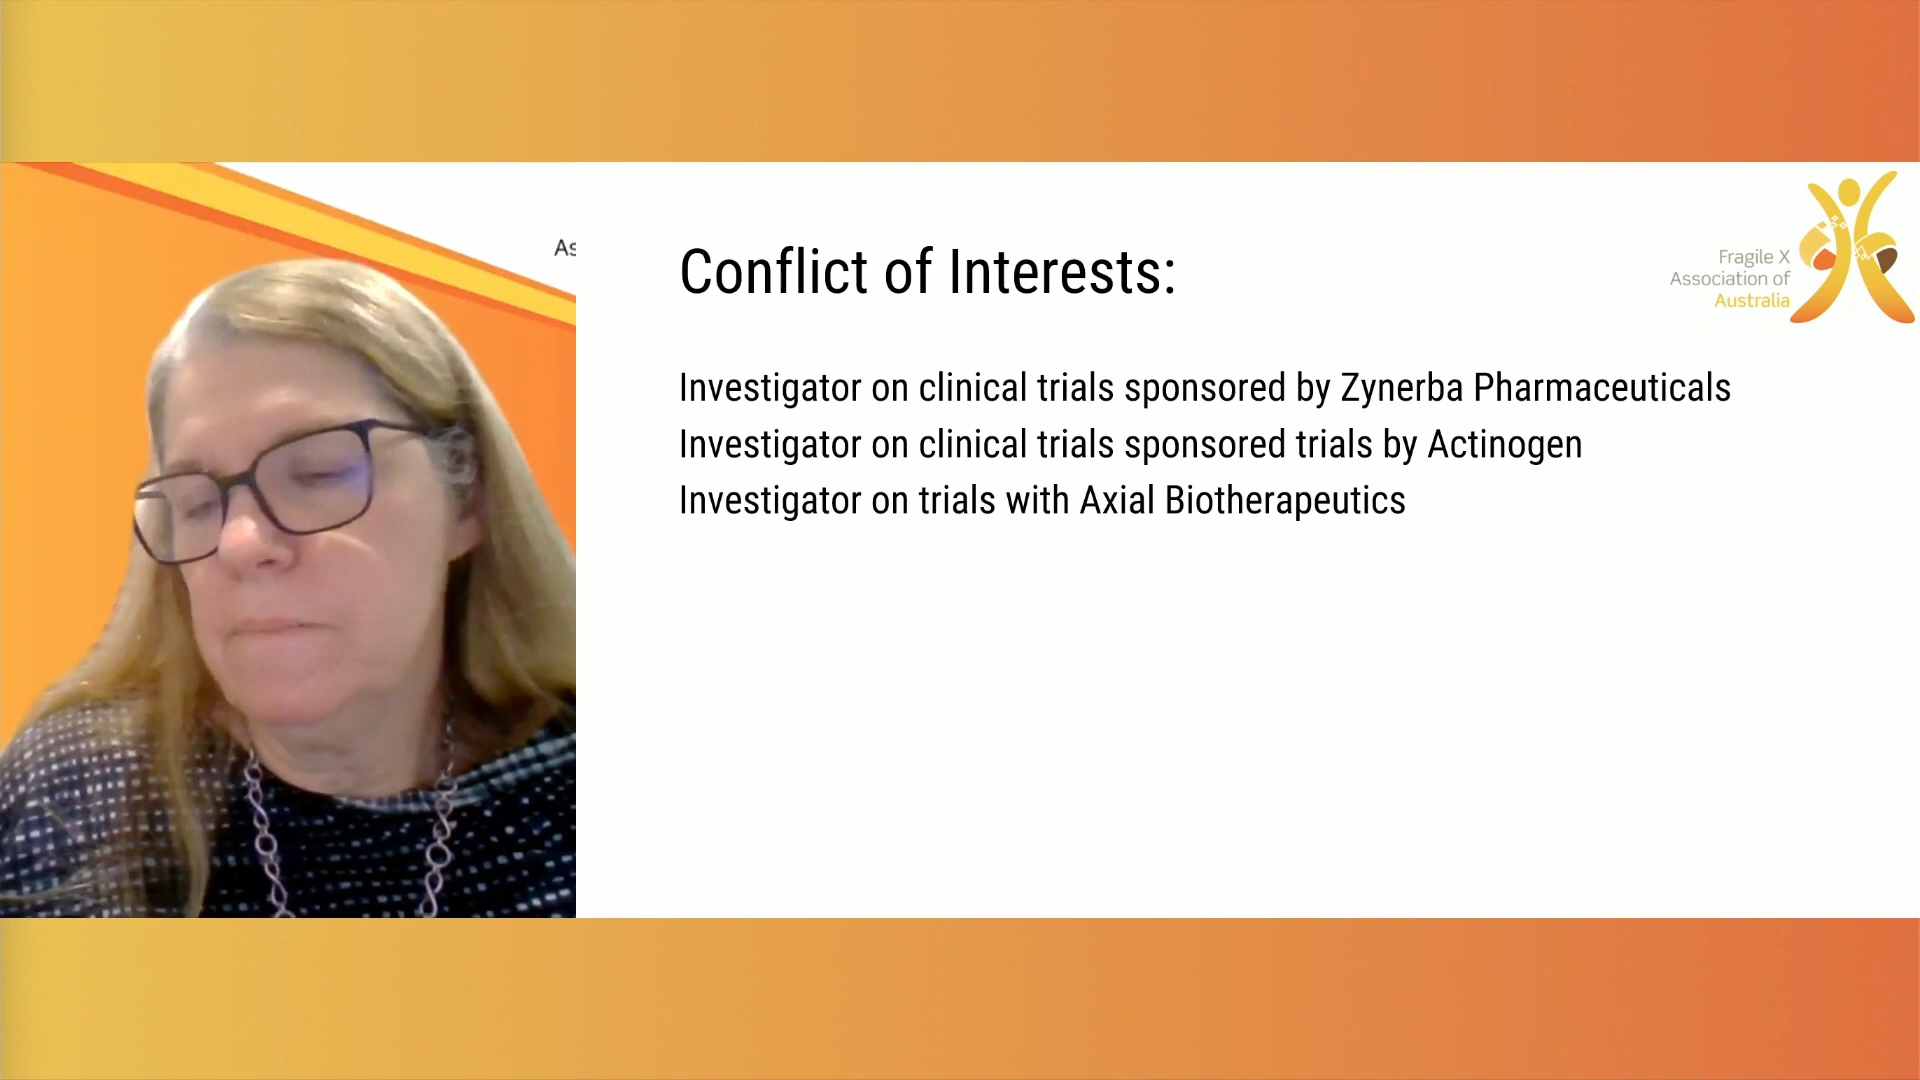 As
Conflict of Interests:
Fragile X
Association of
Australia
Investigator on clinical trials sponsored by Zynerba Pharmaceuticals
Investigator on clinical trials sponsored trials by Actinogen
Investigator on trials with Axial Biotherapeutics